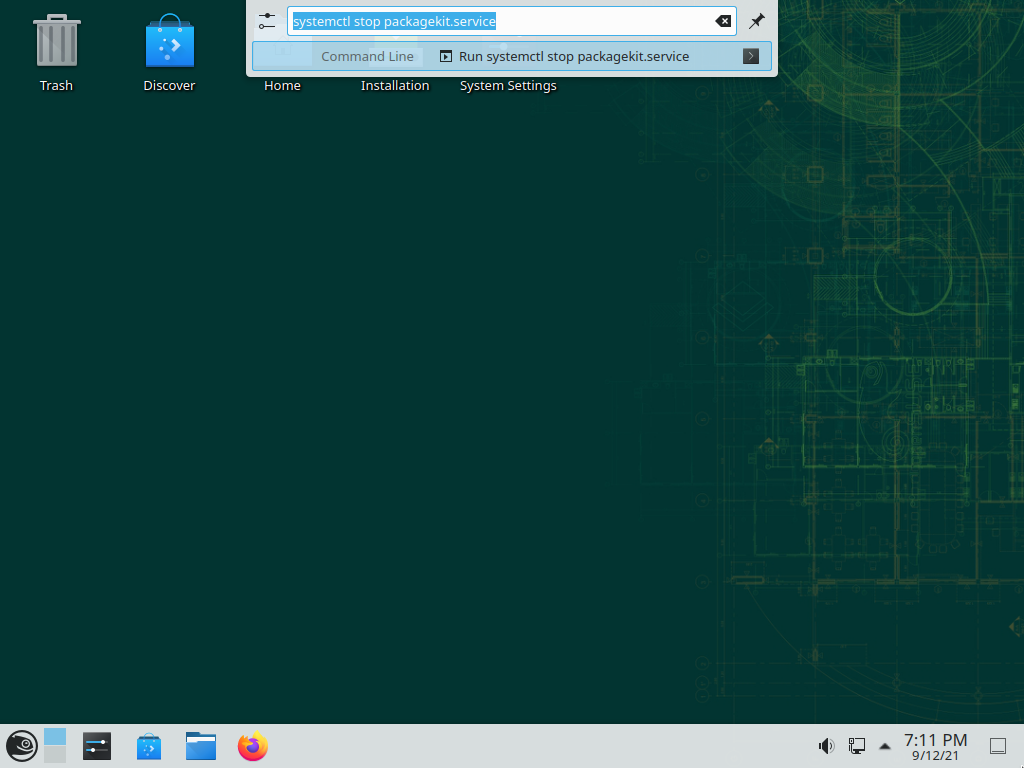 systemctl stop packagekit.service
Command Line Run systemctl stop packagekit.service
Trash Discover Home Installation System Settings
7:11 PM
9/12/21